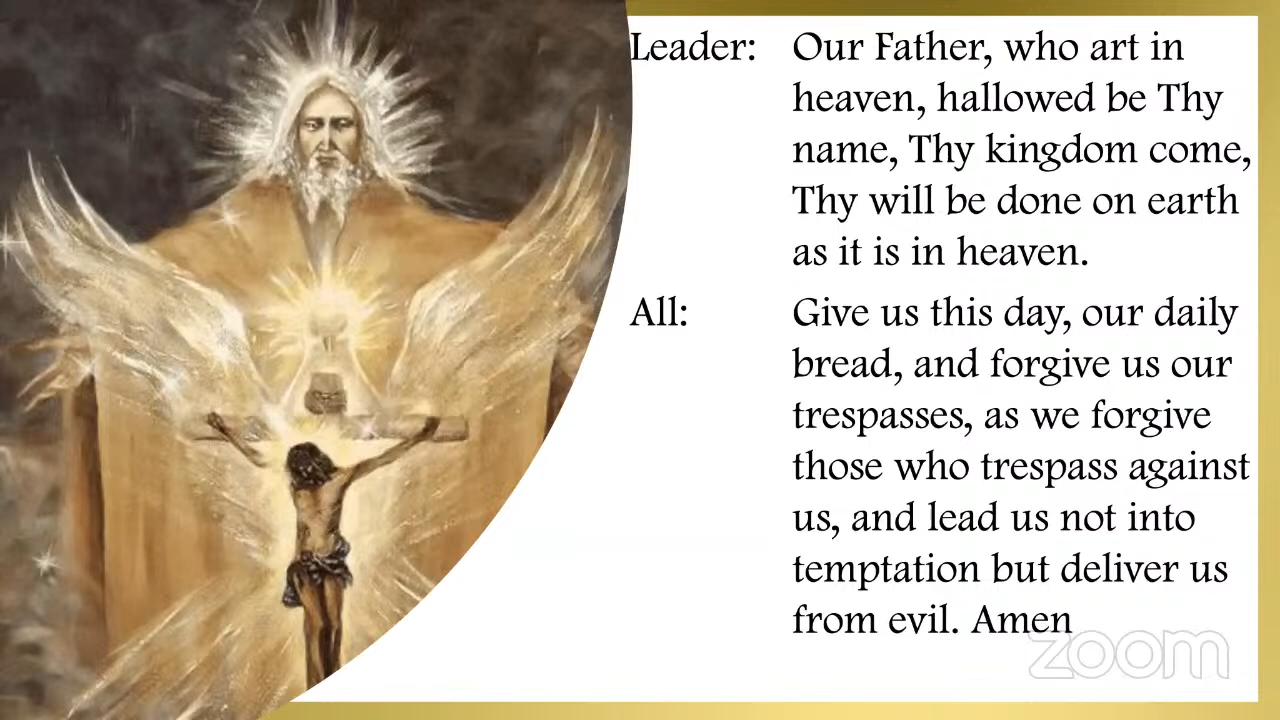 Leader: Our Father, who art in
heaven, hallowed be Thy
name, Thy kingdom come,
Thy will be done on earth
as it is in heaven.
All: Give us this day, our daily
bread, and forgive us our
trespasses, as we forgive
those who trespass against
us, and lead us not into
temptation but deliver us
from evil. Amen
zoom